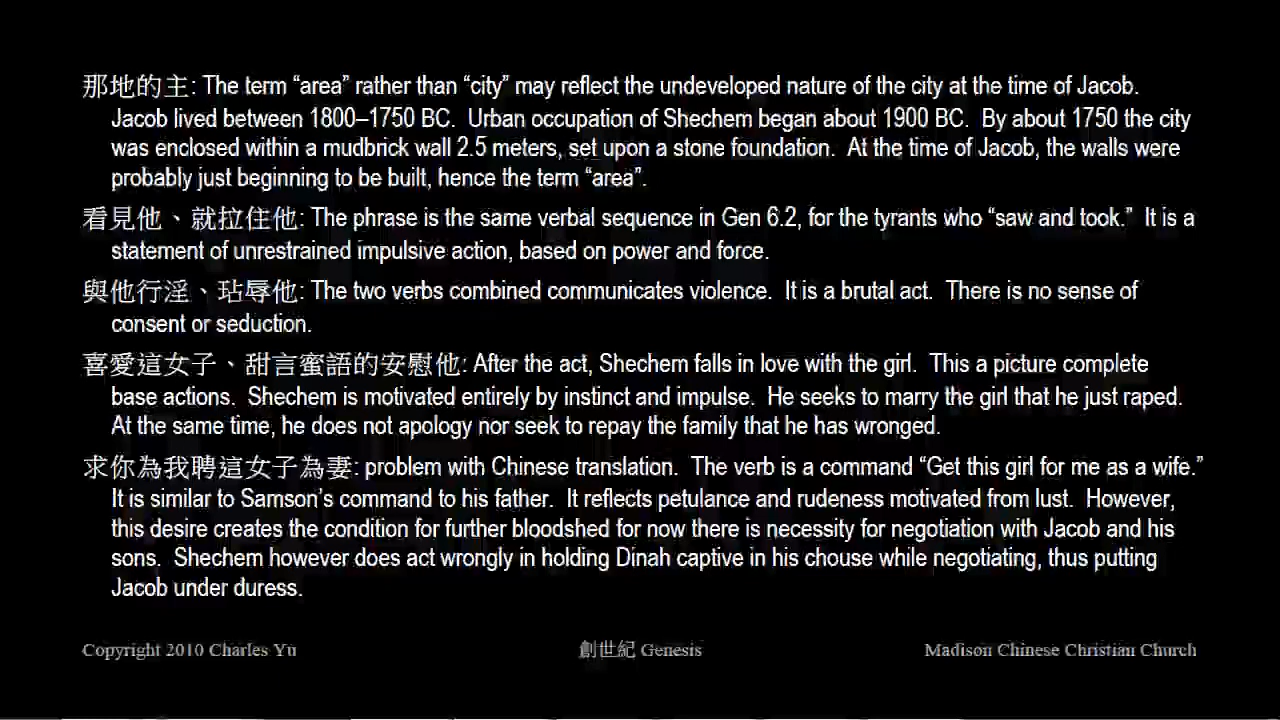 那地的主: The term “area” rather than “city” may reflect the undeveloped nature of the city at the time of Jacob.
Jacob lived between 1800–1750 BC.  Urban occupation of Shechem began about 1900 BC.  By about 1750 the city
was enclosed within a mudbrick wall 2.5 meters, set upon a stone foundation.  At the time of Jacob, the walls were
probably just beginning to be built, hence the term “area”.
看見他、就拉住他: The phrase is the same verbal sequence in Gen 6.2, for the tyrants who “saw and took.”  It is a
statement of unrestrained impulsive action, based on power and force.
與他行淫、玷辱他: The two verbs combined communicates violence.  It is a brutal act.  There is no sense of
consent or seduction.
喜愛這女子、甜言蜜語的安慰他: After the act, Shechem falls in love with the girl.  This a picture complete
base actions.  Shechem is motivated entirely by instinct and impulse.  He seeks to marry the girl that he just raped.
At the same time, he does not apology nor seek to repay the family that he has wronged.
求你為我聘這女子為妻: problem with Chinese translation.  The verb is a command “Get this girl for me as a wife.”
It is similar to Samson’s command to his father.  It reflects petulance and rudeness motivated from lust.  However,
this desire creates the condition for further bloodshed for now there is necessity for negotiation with Jacob and his
sons.  Shechem however does act wrongly in holding Dinah captive in his chouse while negotiating, thus putting
Jacob under duress.
Copyright 2010 Charles Yu
創世紀 Genesis
Madison Chinese Christian Church